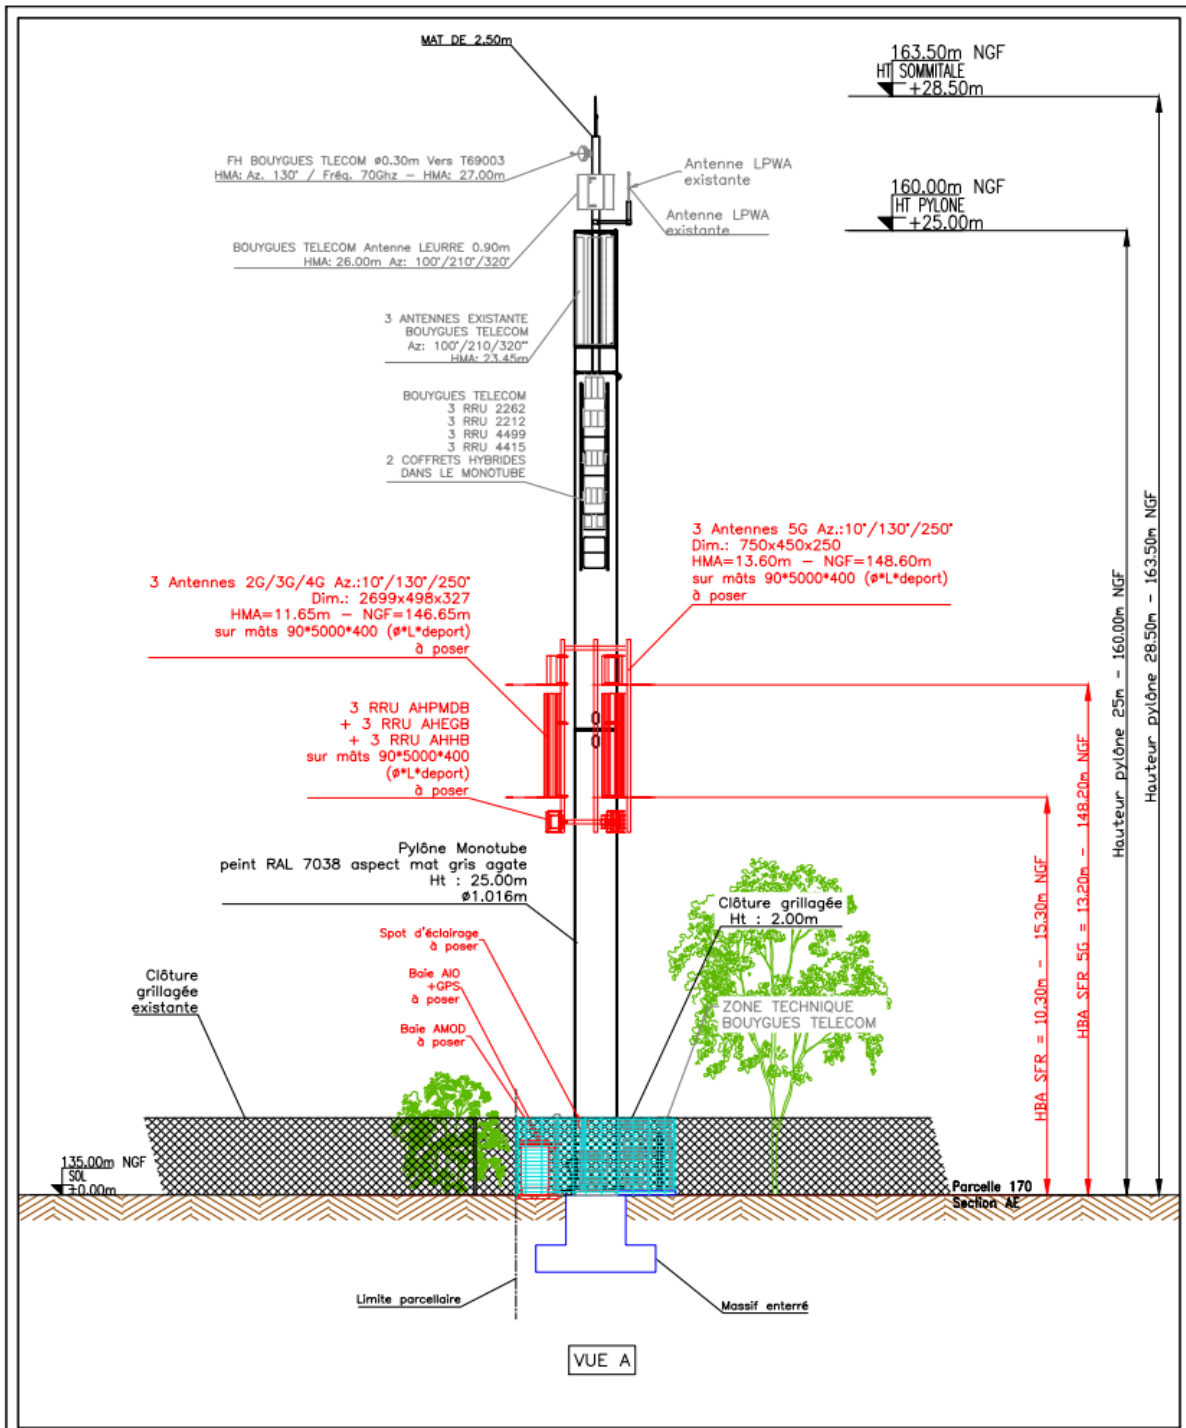 MAT DE 2.50m
163.50m NGF
HT SOMMITALE
+28.50m
FH BOUYGUES TLECOM ø0.30m Vers T69003
HMA: Az. 130° / Fréq. 70Ghz - HMA: 27.00m
Antenne LPWA
existante
160.00m NGF
HT PYLONE
+25.00m
Antenne LPWA
existante
BOUYGUES TELECOM Antenne LEURRE 0.90m
HMA: 26.00m Az: 100°/210°/320°
3 ANTENNES EXISTANTE
BOUYGUES TELECOM
Az: 100°/210/320°
HMA: 23.45m
BOUYGUES TELECOM
3 RRU 2262
3 RRU 2212
3 RRU 4499
3 RRU 4415
2 COFFRETS HYBRIDES
DANS LE MONOTUBE
3 Antennes 5G Az.:10°/130°/250°
Dim.: 750x450x250
HMA=13.60m - NGF=148.60m
sur mâts 90*5000*400 (ø*L*deport)
à poser
3 Antennes 2G/3G/4G Az.:10°/130°/250°
Dim.: 2699x498x327
HMA=11.65m - NGF=146.65m
sur mâts 90*5000*400 (ø*L*deport)
à poser
3 RRU AHPMDB
+ 3 RRU AHEGB
+ 3 RRU AHHB
sur mâts 90*5000*400
(ø*L*deport)
à poser
Pylône Monotube
peint RAL 7038 aspect mat gris agate
Ht : 25.00m
ø1.016m
Clôture grillagée
Ht : 2.00m
Spot d'éclairage
à poser
Baie AIO
+GPS
à poser
Baie AMOD
à poser
Clôture
grillagée
existante
ZONE TECHNIQUE
BOUYGUES TELECOM
HBA SFR = 10.30m - 15.30m NGF
HBA SFR 5G = 13.20m - 148.20m NGF
Hauteur pylône 25m - 160.00m NGF
Hauteur pylône 28.50m - 163.50m NGF
135.00m NGF
SOL
+0.00m
Parcelle 170
Section AE
Limite parcellaire
Massif enterré
VUE A